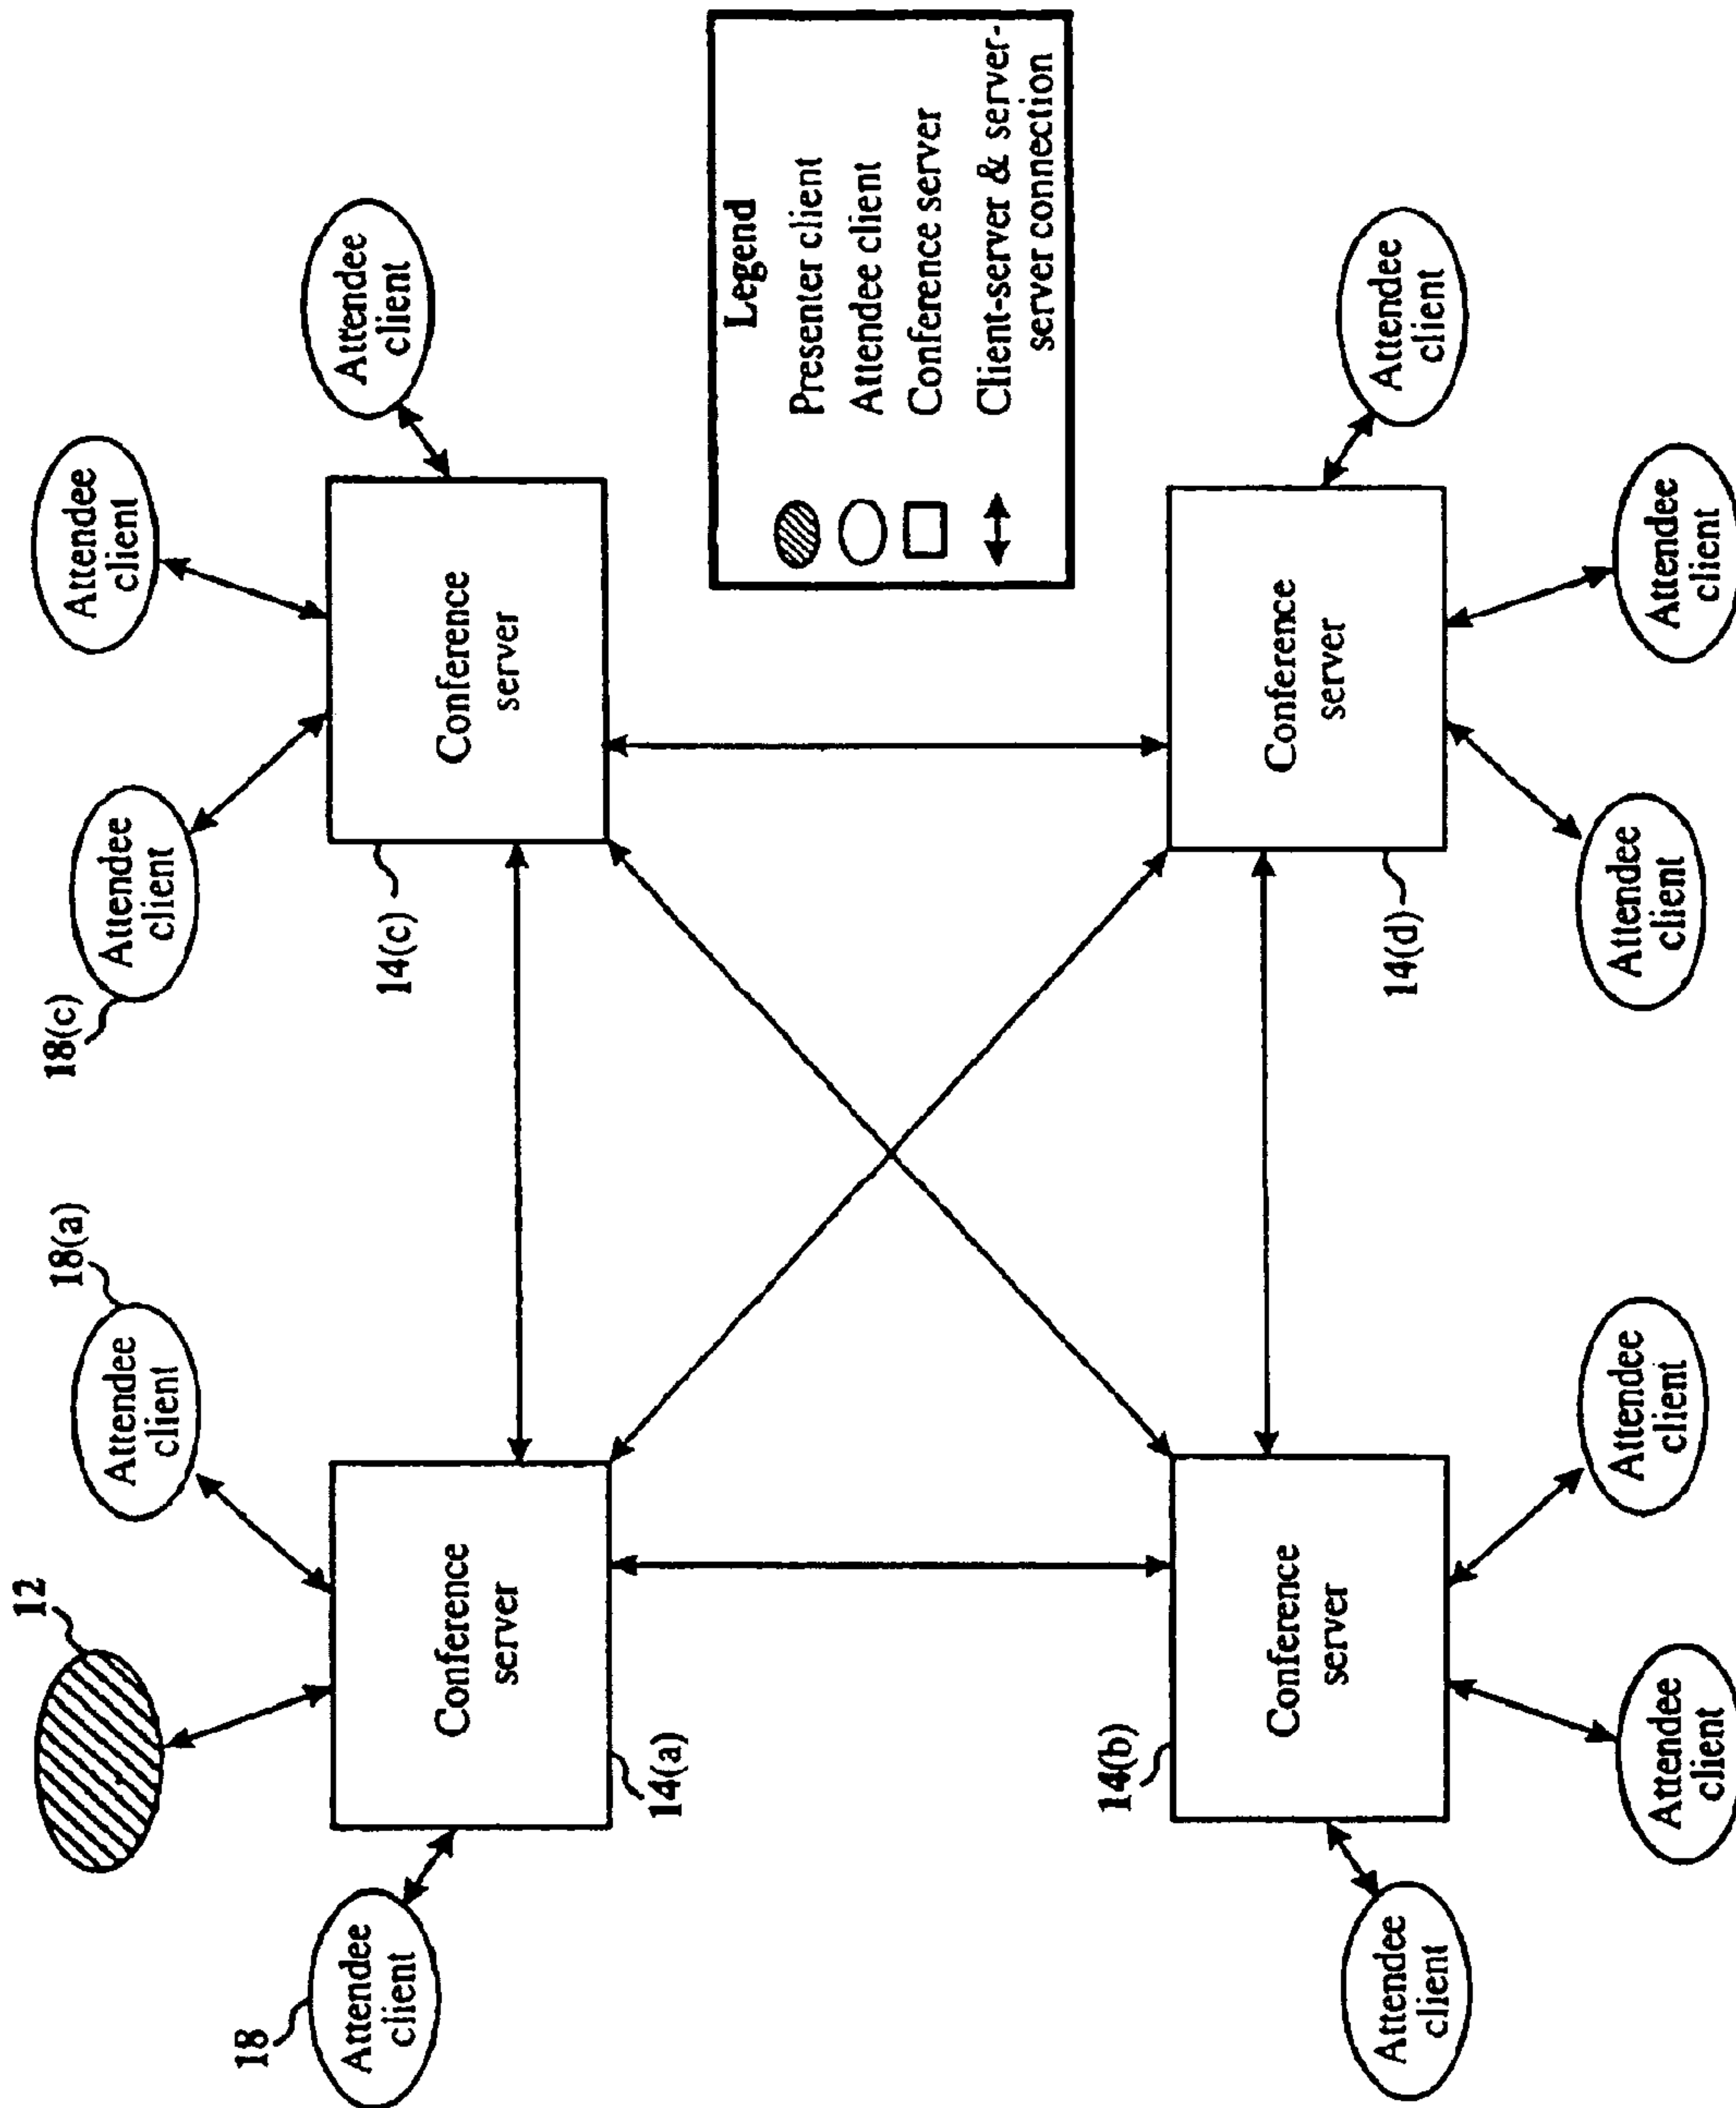 12
18(a)
18(c)
18
Attendee
client
Attendee
client
Attendee
client
Attendee
client
Attendee
client
Conference
server
14(a)
Conference
server
14(c)
Conference
server
14(b)
Conference
server
14(d)
Attendee
client
Attendee
client
Attendee
client
Attendee
client
Attendee
client
Attendee
client
Legend
Presenter client
Attendee client
Conference server
Client-server & server-
server connection